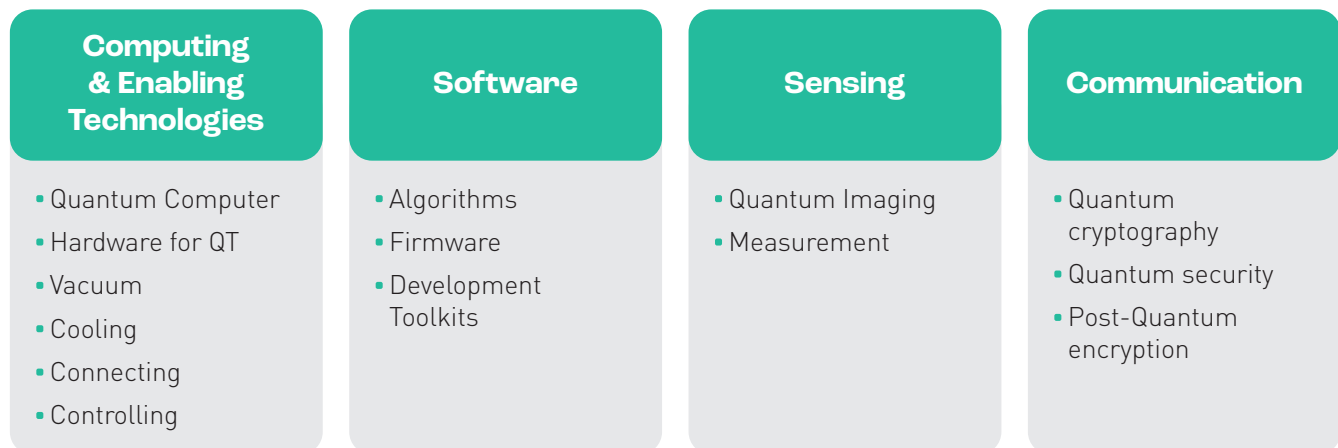 Computing
& Enabling
Technologies
• Quantum Computer
• Hardware for QT
• Vacuum
• Cooling
• Connecting
• Controlling
Software
• Algorithms
• Firmware
• Development
Toolkits
Sensing
• Quantum Imaging
• Measurement
Communication
• Quantum
cryptography
• Quantum security
• Post-Quantum
encryption